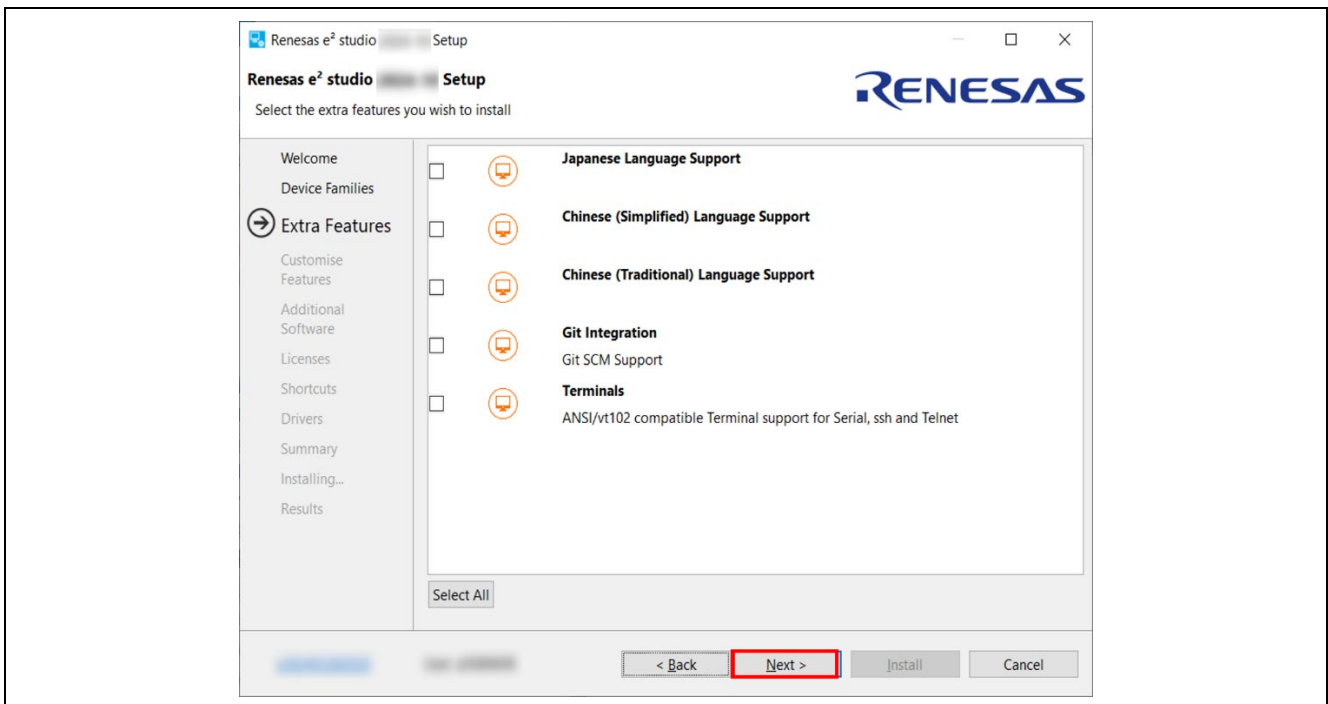 Renesas e² studio Setup
Renesas e² studio Setup
Select the extra features you wish to install
RENESAS
Welcome
Device Families
Extra Features
Customise
Features
Additional
Software
Licenses
Shortcuts
Drivers
Summary
Installing...
Results
Japanese Language Support
Chinese (Simplified) Language Support
Chinese (Traditional) Language Support
Git Integration
Git SCM Support
Terminals
ANSI/vt102 compatible Terminal support for Serial, ssh and Telnet
Select All
< Back
Next >
Install
Cancel